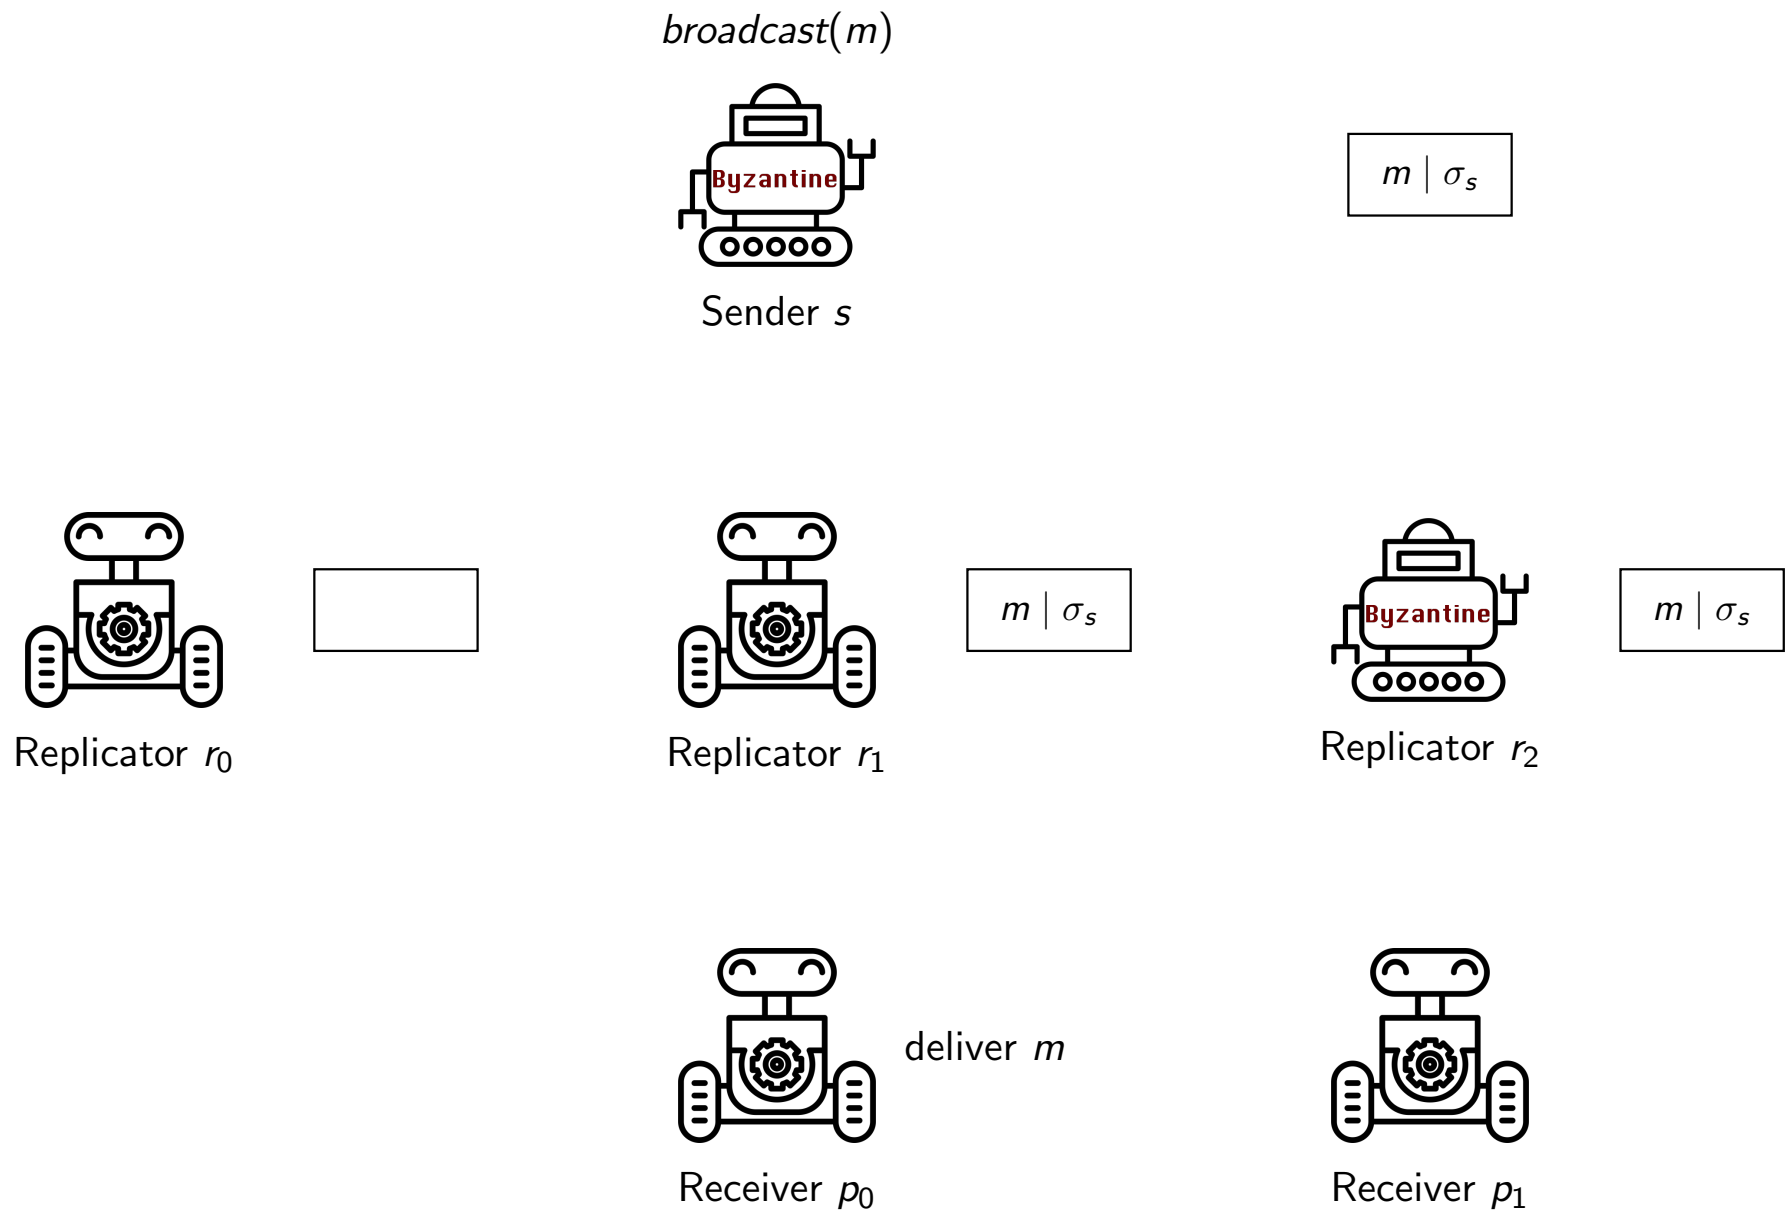 broadcast(m)
Byzantine
m | σₛ
Sender s
m | σₛ
Byzantine
m | σₛ
Replicator r₀
Replicator r₁
Replicator r₂
deliver m
Receiver p₀
Receiver p₁